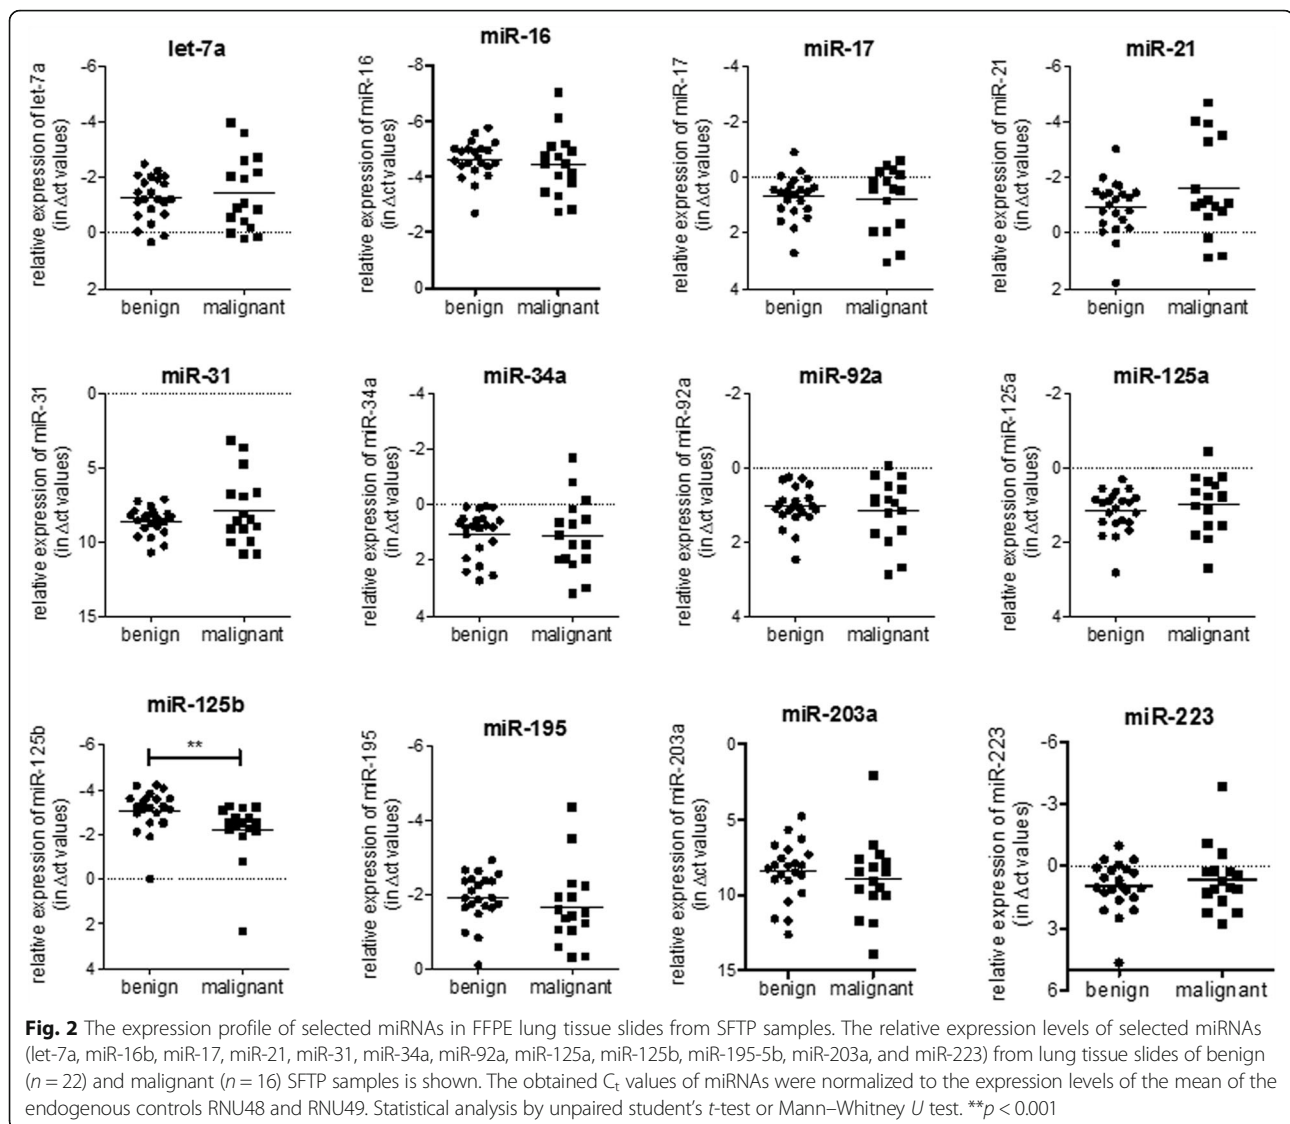 let-7a
relative expression of let-7a
(in Δct values)
-6
-4
-2
0
2
benign malignant
miR-16
relative expression of miR-16
(in Δct values)
-8
-6
-4
-2
0
benign malignant
miR-17
relative expression of miR-17
(in Δct values)
-4
-2
0
2
4
benign malignant
miR-21
relative expression of miR-21
(in Δct values)
-6
-4
-2
0
2
benign malignant
miR-31
relative expression of miR-31
(in Δct values)
0
5
10
15
benign malignant
miR-34a
relative expression of miR-34a
(in Δct values)
-4
-2
0
2
4
benign malignant
miR-92a
relative expression of miR-92a
(in Δct values)
-2
0
2
4
benign malignant
miR-125a
relative expression of miR-125a
(in Δct values)
-2
0
2
4
benign malignant
miR-125b
relative expression of miR-125b
(in Δct values)
-6
-4
-2
0
2
4
**
benign malignant
miR-195
relative expression of miR-195
(in Δct values)
-6
-4
-2
0
benign malignant
miR-203a
relative expression of miR-203a
(in Δct values)
0
5
10
15
benign malignant
miR-223
relative expression of miR-223
(in Δct values)
-6
-3
0
3
6
benign malignant
Fig. 2 The expression profile of selected miRNAs in FFPE lung tissue slides from SFTP samples. The relative expression levels of selected miRNAs
(let-7a, miR-16b, miR-17, miR-21, miR-31, miR-34a, miR-92a, miR-125a, miR-125b, miR-195-5b, miR-203a, and miR-223) from lung tissue slides of benign
(n = 22) and malignant (n = 16) SFTP samples is shown. The obtained Ct values of miRNAs were normalized to the expression levels of the mean of the
endogenous controls RNU48 and RNU49. Statistical analysis by unpaired student’s t-test or Mann–Whitney U test. **p < 0.001